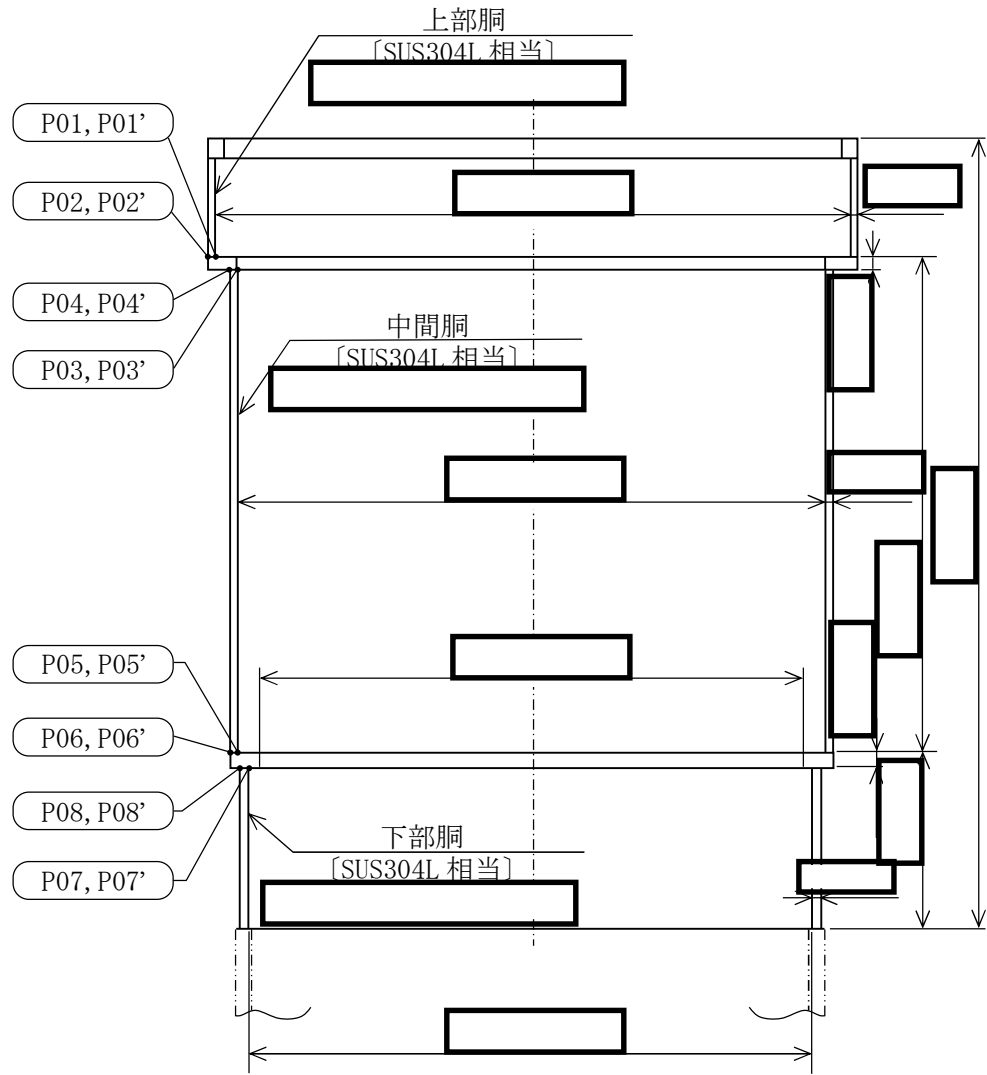 上部胴
〔SUS304L 相当〕
P01, P01’
P02, P02’
P04, P04’
P03, P03’
中間胴
〔SUS304L 相当〕
P05, P05’
P06, P06’
P08, P08’
P07, P07’
下部胴
〔SUS304L 相当〕